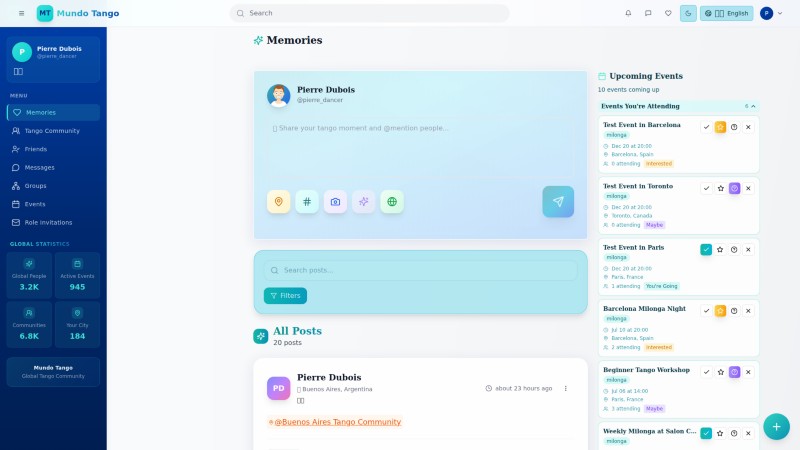 MT Mundo Tango
Search
English
P
P
Pierre Dubois
@pierre_dancer
MENU
Memories
Tango Community
Friends
Messages
Groups
Events
Role Invitations
GLOBAL STATISTICS
Global People
3.2K
Active Events
945
Communities
6.8K
Your City
184
Mundo Tango
Global Tango Community
Memories
Pierre Dubois
@pierre_dancer
Share your tango moment and @mention people...
Search posts...
Filters
All Posts
20 posts
PD
Pierre Dubois
Buenos Aires, Argentina
about 23 hours ago
@Buenos Aires Tango Community
Upcoming Events
10 events coming up
Events You're Attending
Test Event in Barcelona
milonga
Dec 20 at 20:00
Barcelona, Spain
0 attending Interested
Test Event in Toronto
milonga
Dec 20 at 20:00
Toronto, Canada
0 attending Maybe
Test Event in Paris
milonga
Dec 20 at 20:00
Paris, France
1 attending You're Going
Barcelona Milonga Night
milonga
Jul 10 at 20:00
Barcelona, Spain
2 attending Interested
Beginner Tango Workshop
milonga
Jul 06 at 14:00
Paris, France
3 attending Maybe
Weekly Milonga at Salon C...
milonga